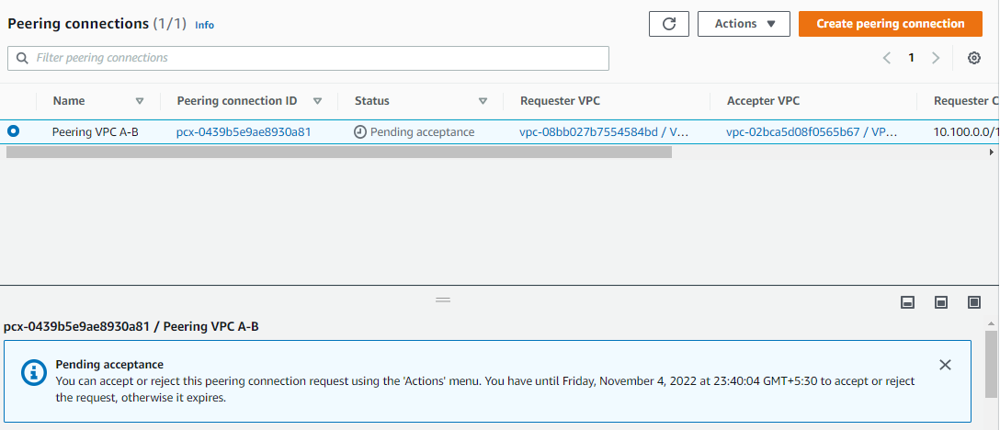 Peering connections (1/1) Info
Actions
Create peering connection
Filter peering connections
1
Name Peering connection ID Status Requester VPC Accepter VPC Requester C
Peering VPC A-B pcx-0439b5e9ae8930a81 Pending acceptance vpc-08bb027b7554584bd / V... vpc-02bca5d08f0565b67 / VP... 10.100.0.0/1
pcx-0439b5e9ae8930a81 / Peering VPC A-B
Pending acceptance
You can accept or reject this peering connection request using the 'Actions' menu. You have until Friday, November 4, 2022 at 23:40:04 GMT+5:30 to accept or reject
the request, otherwise it expires.